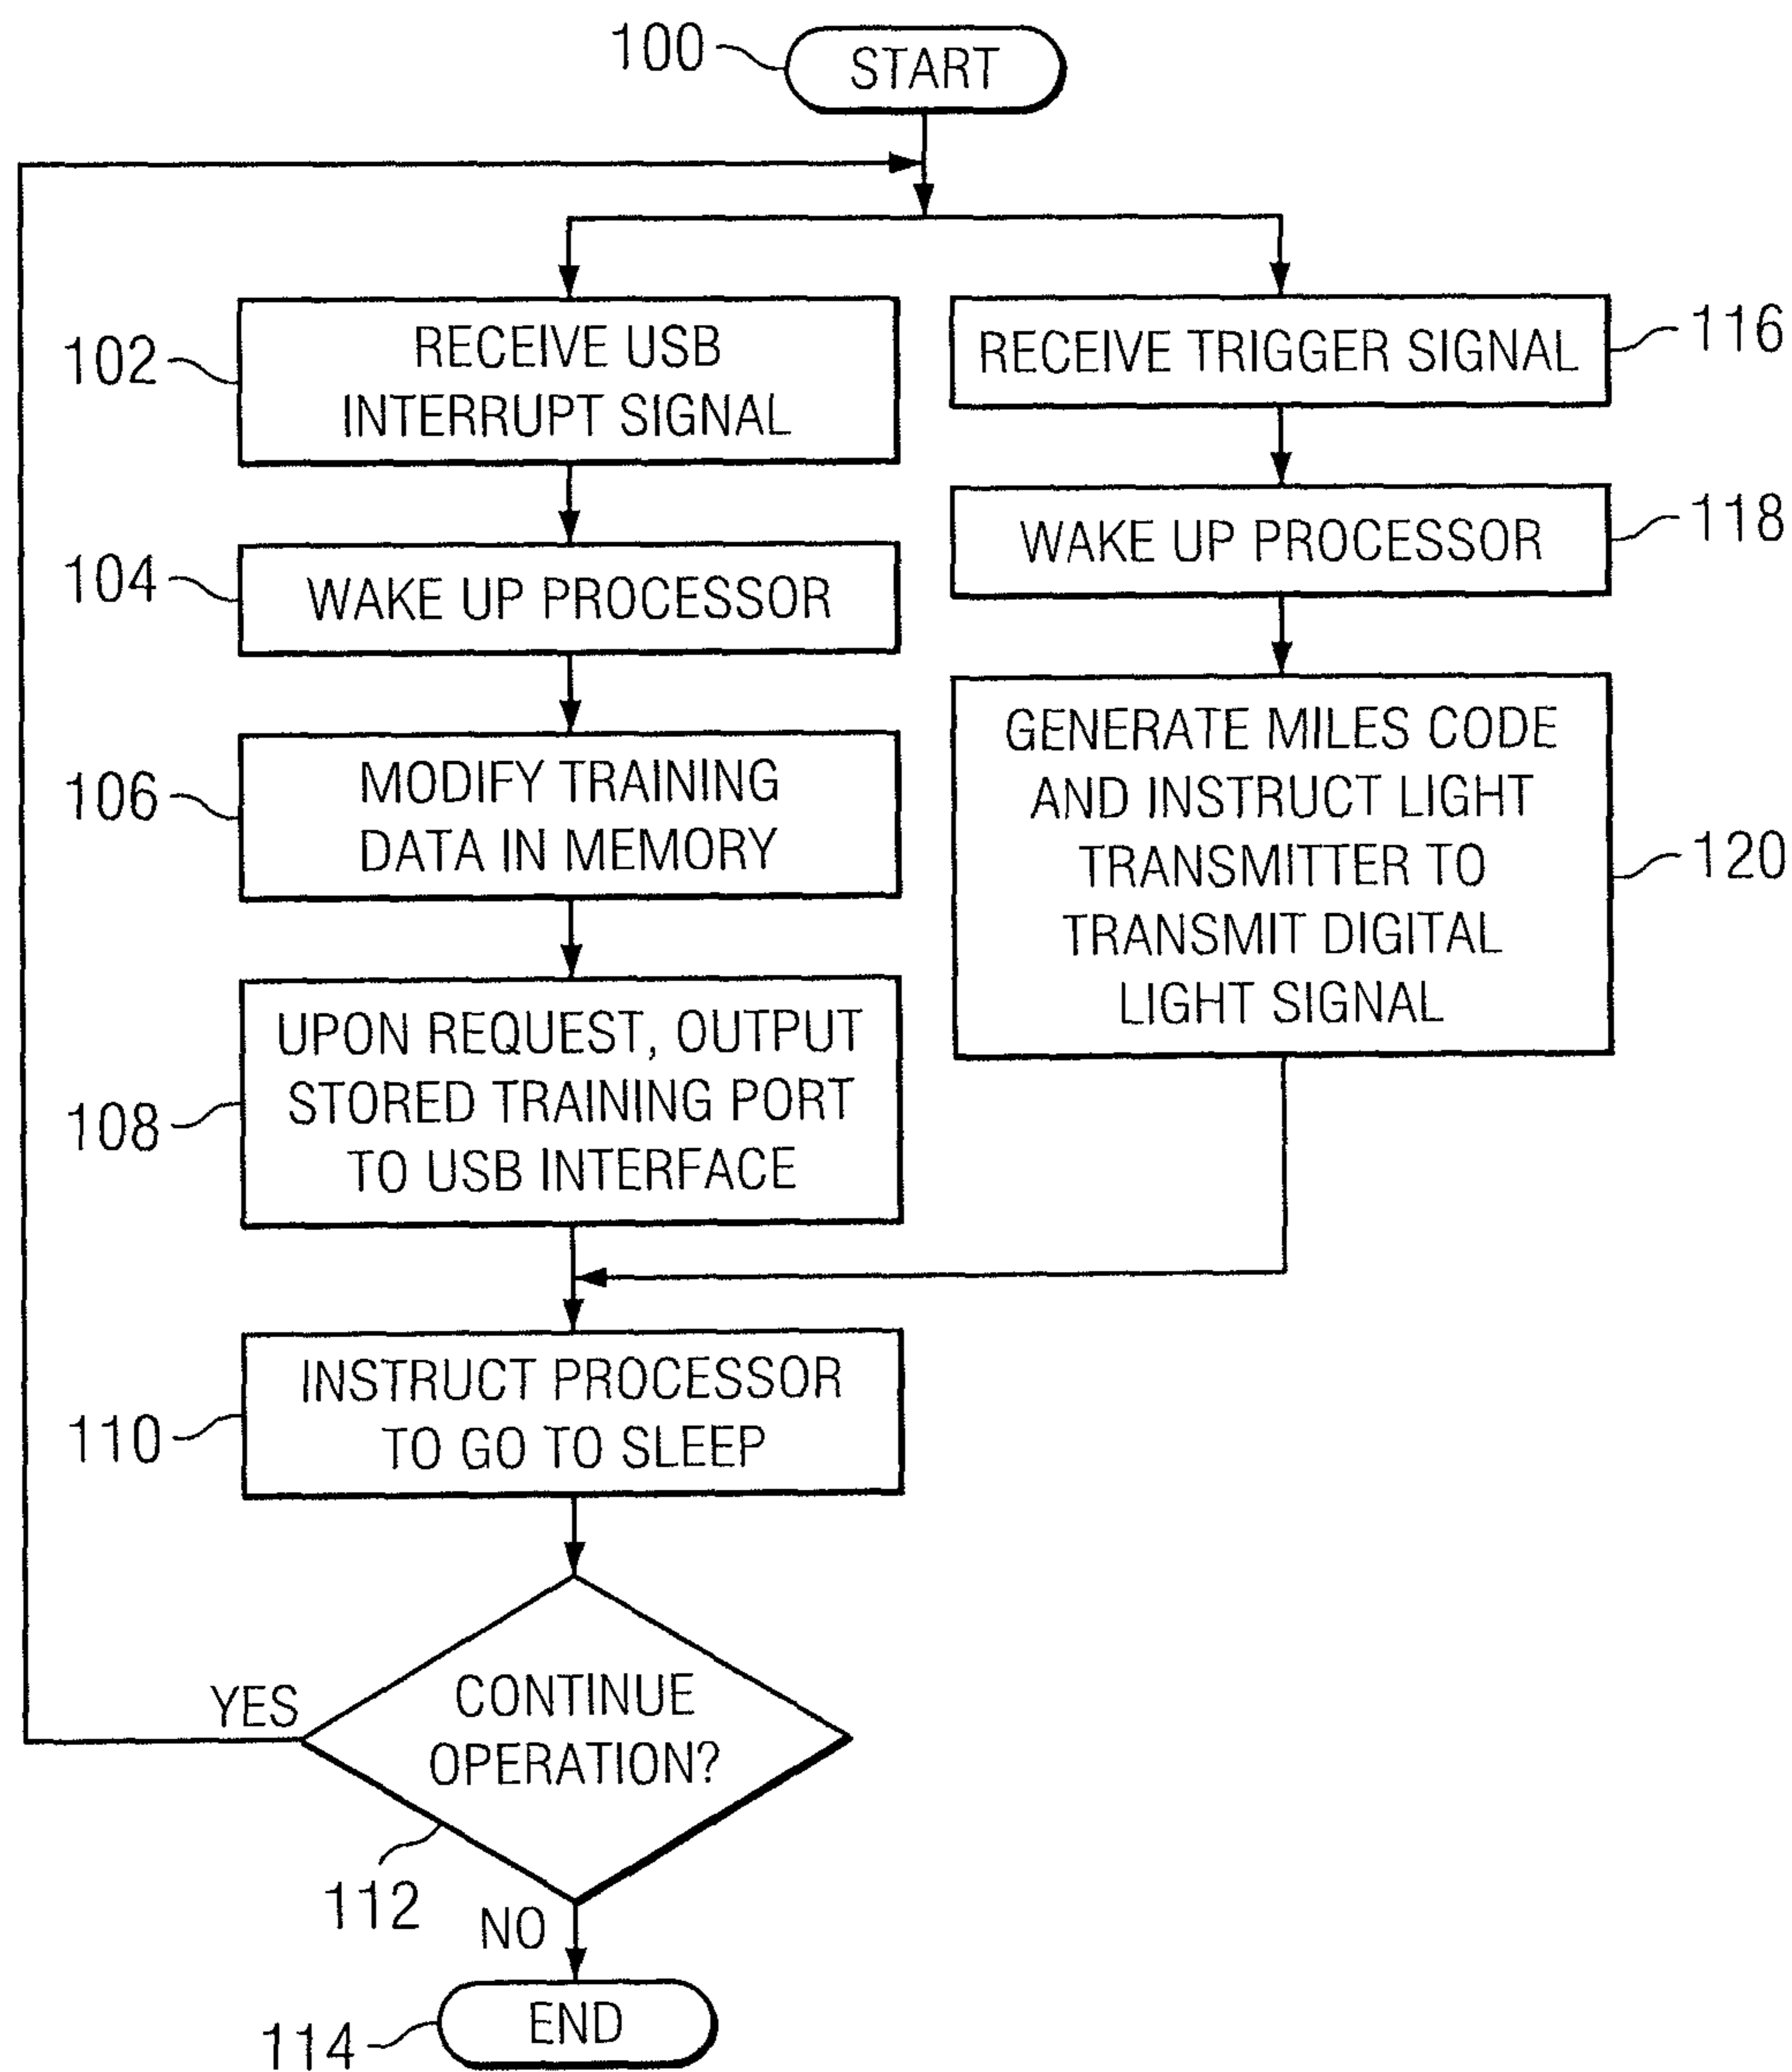 100
START
102
RECEIVE USB
INTERRUPT SIGNAL
104
WAKE UP PROCESSOR
106
MODIFY TRAINING
DATA IN MEMORY
108
UPON REQUEST, OUTPUT
STORED TRAINING PORT
TO USB INTERFACE
RECEIVE TRIGGER SIGNAL
116
WAKE UP PROCESSOR
118
GENERATE MILES CODE
AND INSTRUCT LIGHT
TRANSMITTER TO
TRANSMIT DIGITAL
LIGHT SIGNAL
120
110
INSTRUCT PROCESSOR
TO GO TO SLEEP
YES
CONTINUE
OPERATION?
112
NO
114
END